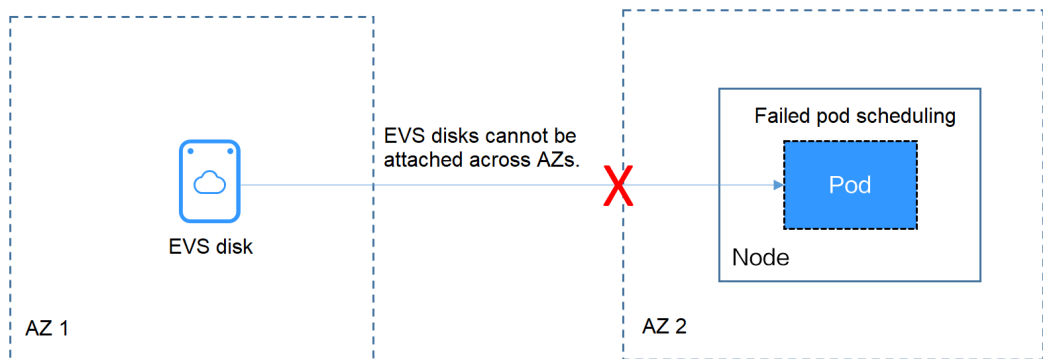 EVS disks cannot be
attached across AZs.
EVS disk
AZ 1
Failed pod scheduling
Pod
Node
AZ 2